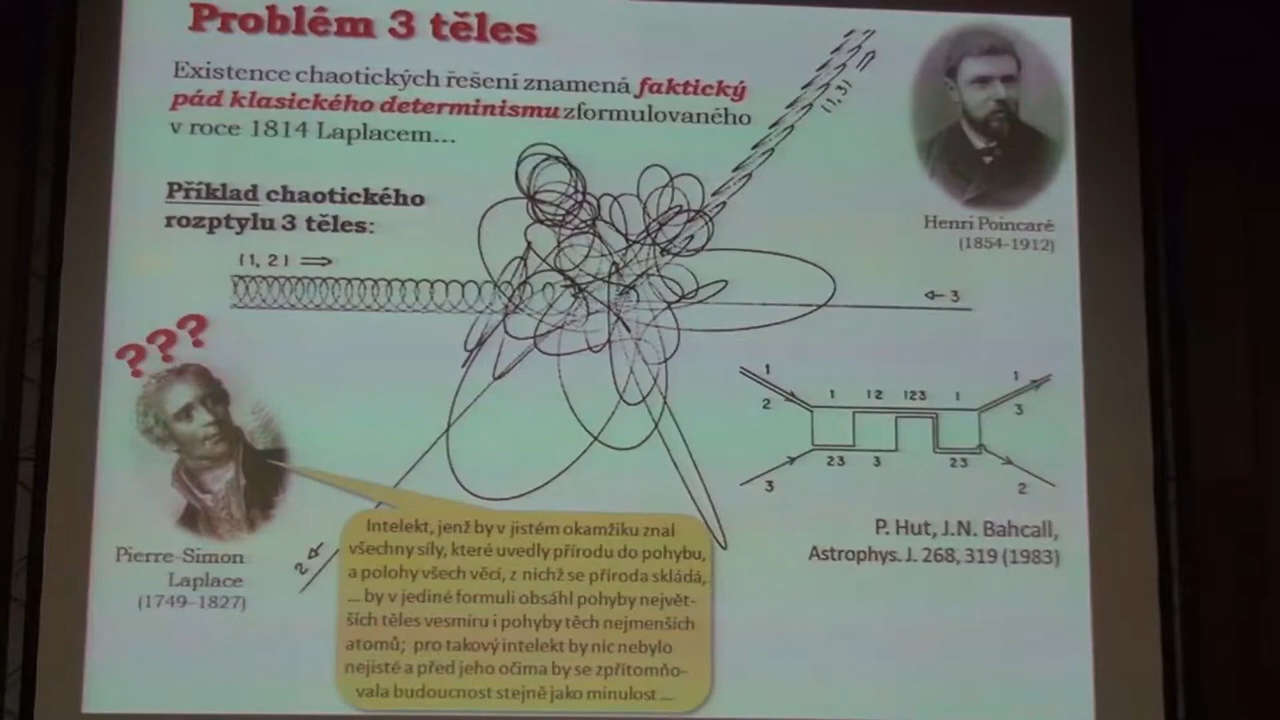 Problém 3 těles
Existence chaotických řešení znamená faktický
pád klasického determinismu zformulovaného
v roce 1814 Laplacem...
Příklad chaotického
rozptylu 3 těles:
(1, 2) ⇒
(1,3) ⇒
← 3
2 ←
Henri Poincaré
(1854-1912)
???
Pierre-Simon
Laplace
(1749–1827)
Intelekt, jenž by v jistém okamžiku znal
všechny síly, které uvedly přírodu do pohybu,
a polohy všech věcí, z nichž se příroda skládá,
... by v jediné formuli obsáhl pohyby největ-
ších těles vesmíru i pohyby těch nejmenších
atomů; pro takový intelekt by nic nebylo
nejisté a před jeho očima by se zpřítomňo-
vala budoucnost stejně jako minulost ...
1 1
2 1 12 123 1 3
23 3 23
3 2
P. Hut, J.N. Bahcall,
Astrophys. J. 268, 319 (1983)